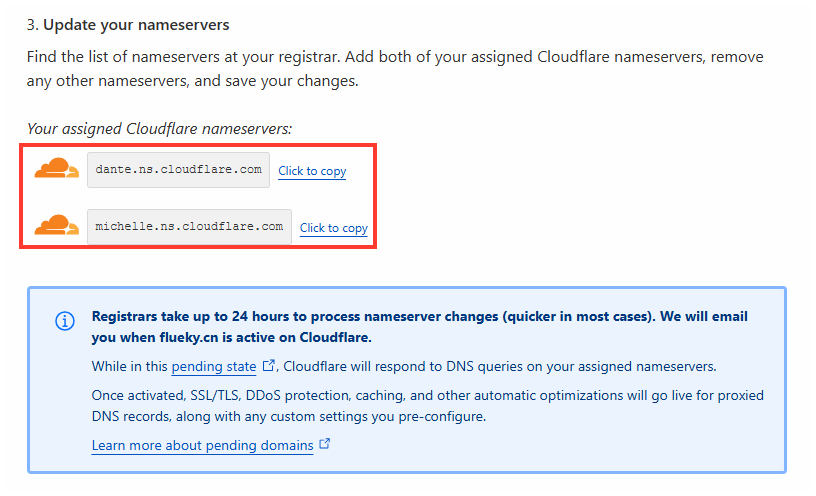 3. Update your nameservers
Find the list of nameservers at your registrar. Add both of your assigned Cloudflare nameservers, remove
any other nameservers, and save your changes.
Your assigned Cloudflare nameservers:
dante.ns.cloudflare.com Click to copy
michelle.ns.cloudflare.com Click to copy
Registrars take up to 24 hours to process nameserver changes (quicker in most cases). We will email
you when flueky.cn is active on Cloudflare.
While in this pending state, Cloudflare will respond to DNS queries on your assigned nameservers.
Once activated, SSL/TLS, DDoS protection, caching, and other automatic optimizations will go live for proxied
DNS records, along with any custom settings you pre-configure.
Learn more about pending domains